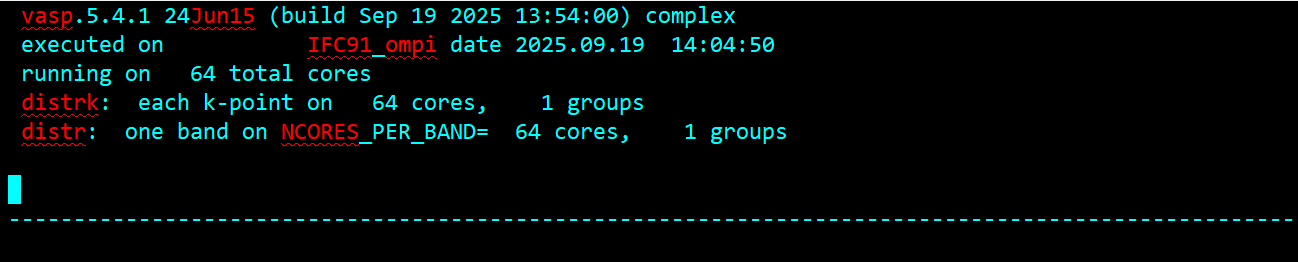 vasp.5.4.1 24Jun15 (build Sep 19 2025 13:54:00) complex
executed on             IFC91_ompi date 2025.09.19  14:04:50
running on   64 total cores
distrk:  each k-point on   64 cores,    1 groups
distr:  one band on NCORES_PER_BAND=  64 cores,    1 groups
--------------------------------------------------------------------------------------------------